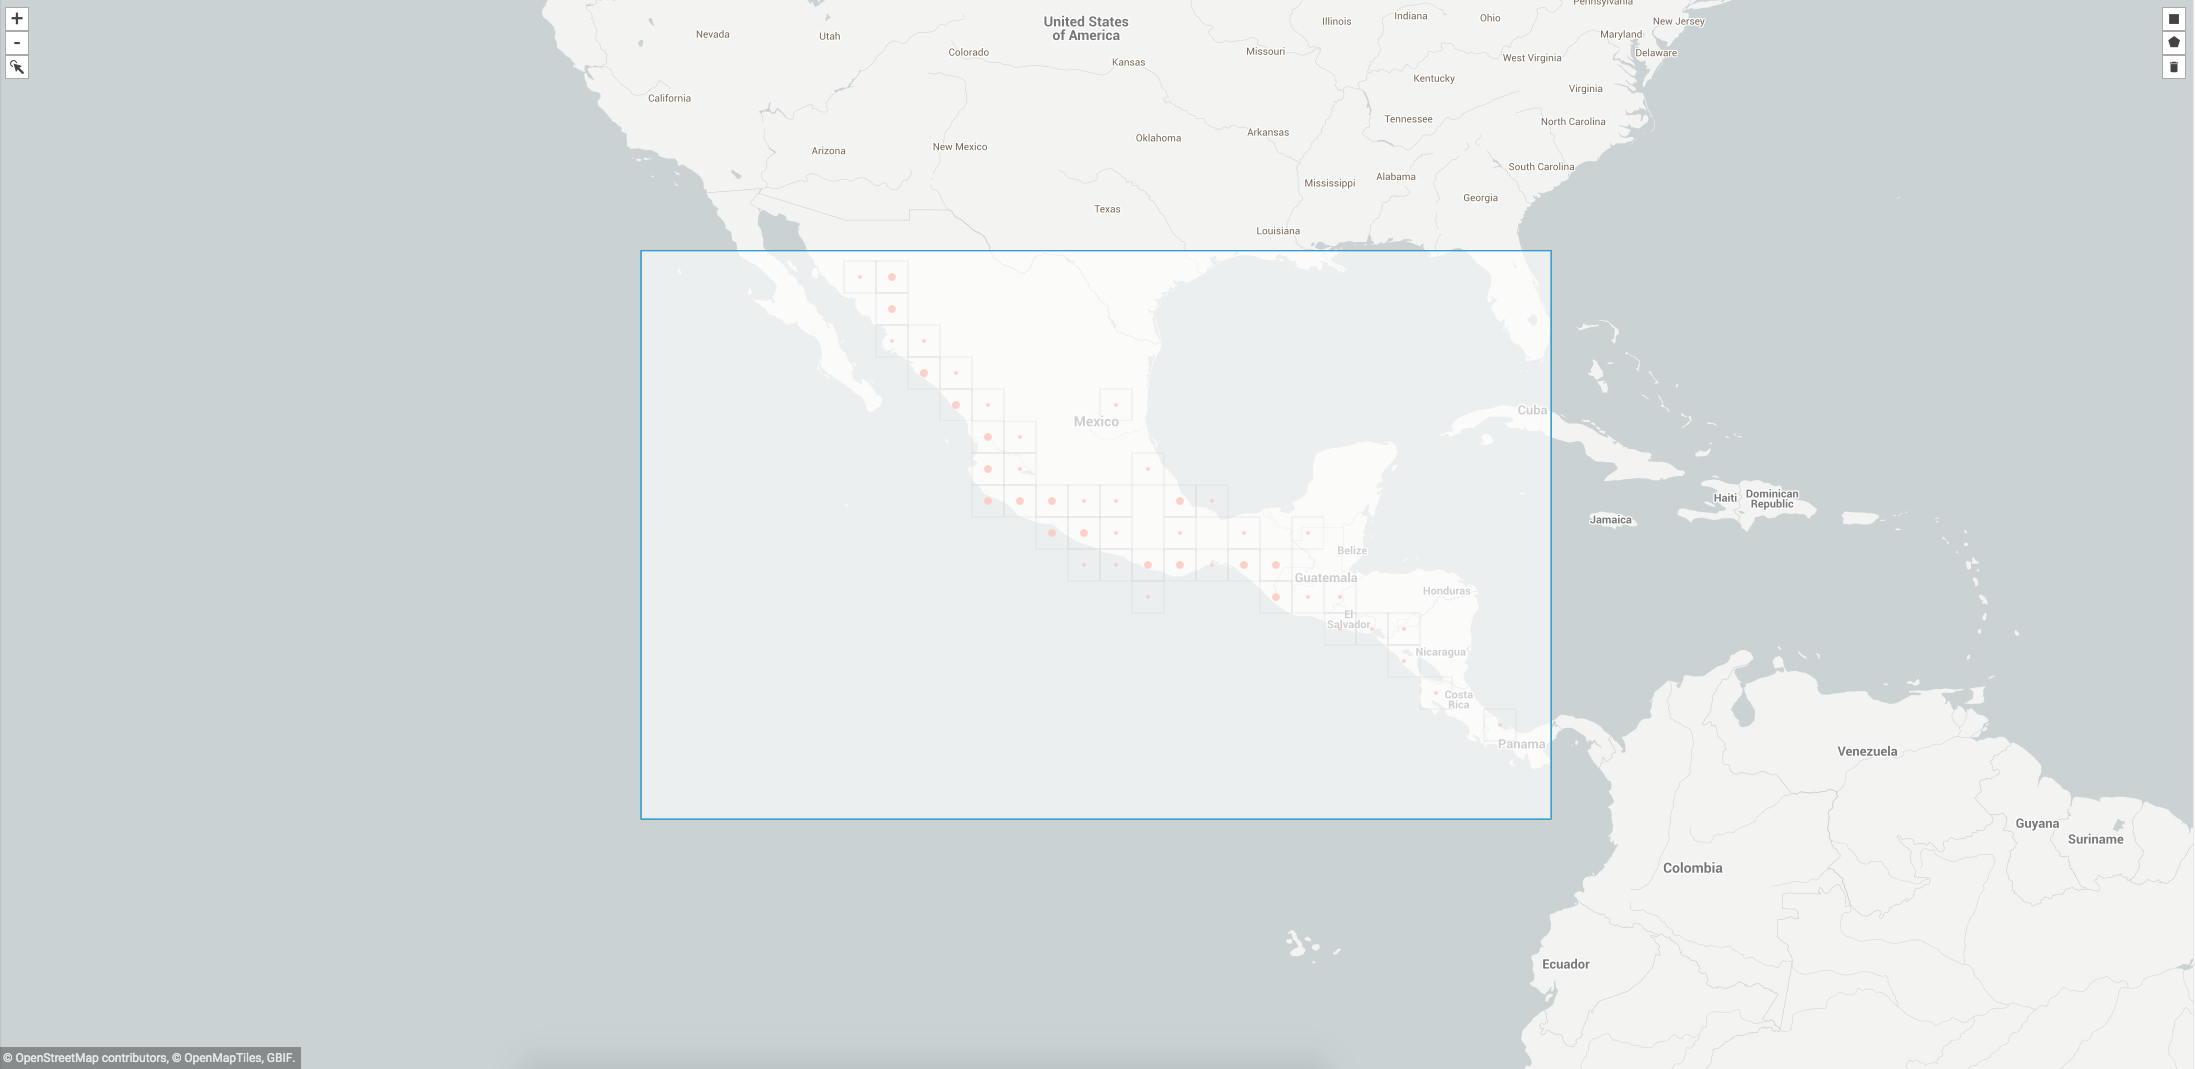 +
-
United States
of America
Nevada
Utah
Colorado
Kansas
Missouri
Illinois
Indiana
Ohio
Pennsylvania
New Jersey
Maryland
Delaware
West Virginia
Kentucky
Virginia
California
Arizona
New Mexico
Oklahoma
Arkansas
Tennessee
North Carolina
South Carolina
Mississippi
Alabama
Georgia
Texas
Louisiana
Mexico
Cuba
Haiti
Dominican
Republic
Jamaica
Belize
Guatemala
Honduras
El
Salvador
Nicaragua
Costa
Rica
Panama
Venezuela
Guyana
Suriname
Colombia
Ecuador
© OpenStreetMap contributors, © OpenMapTiles, GBIF.